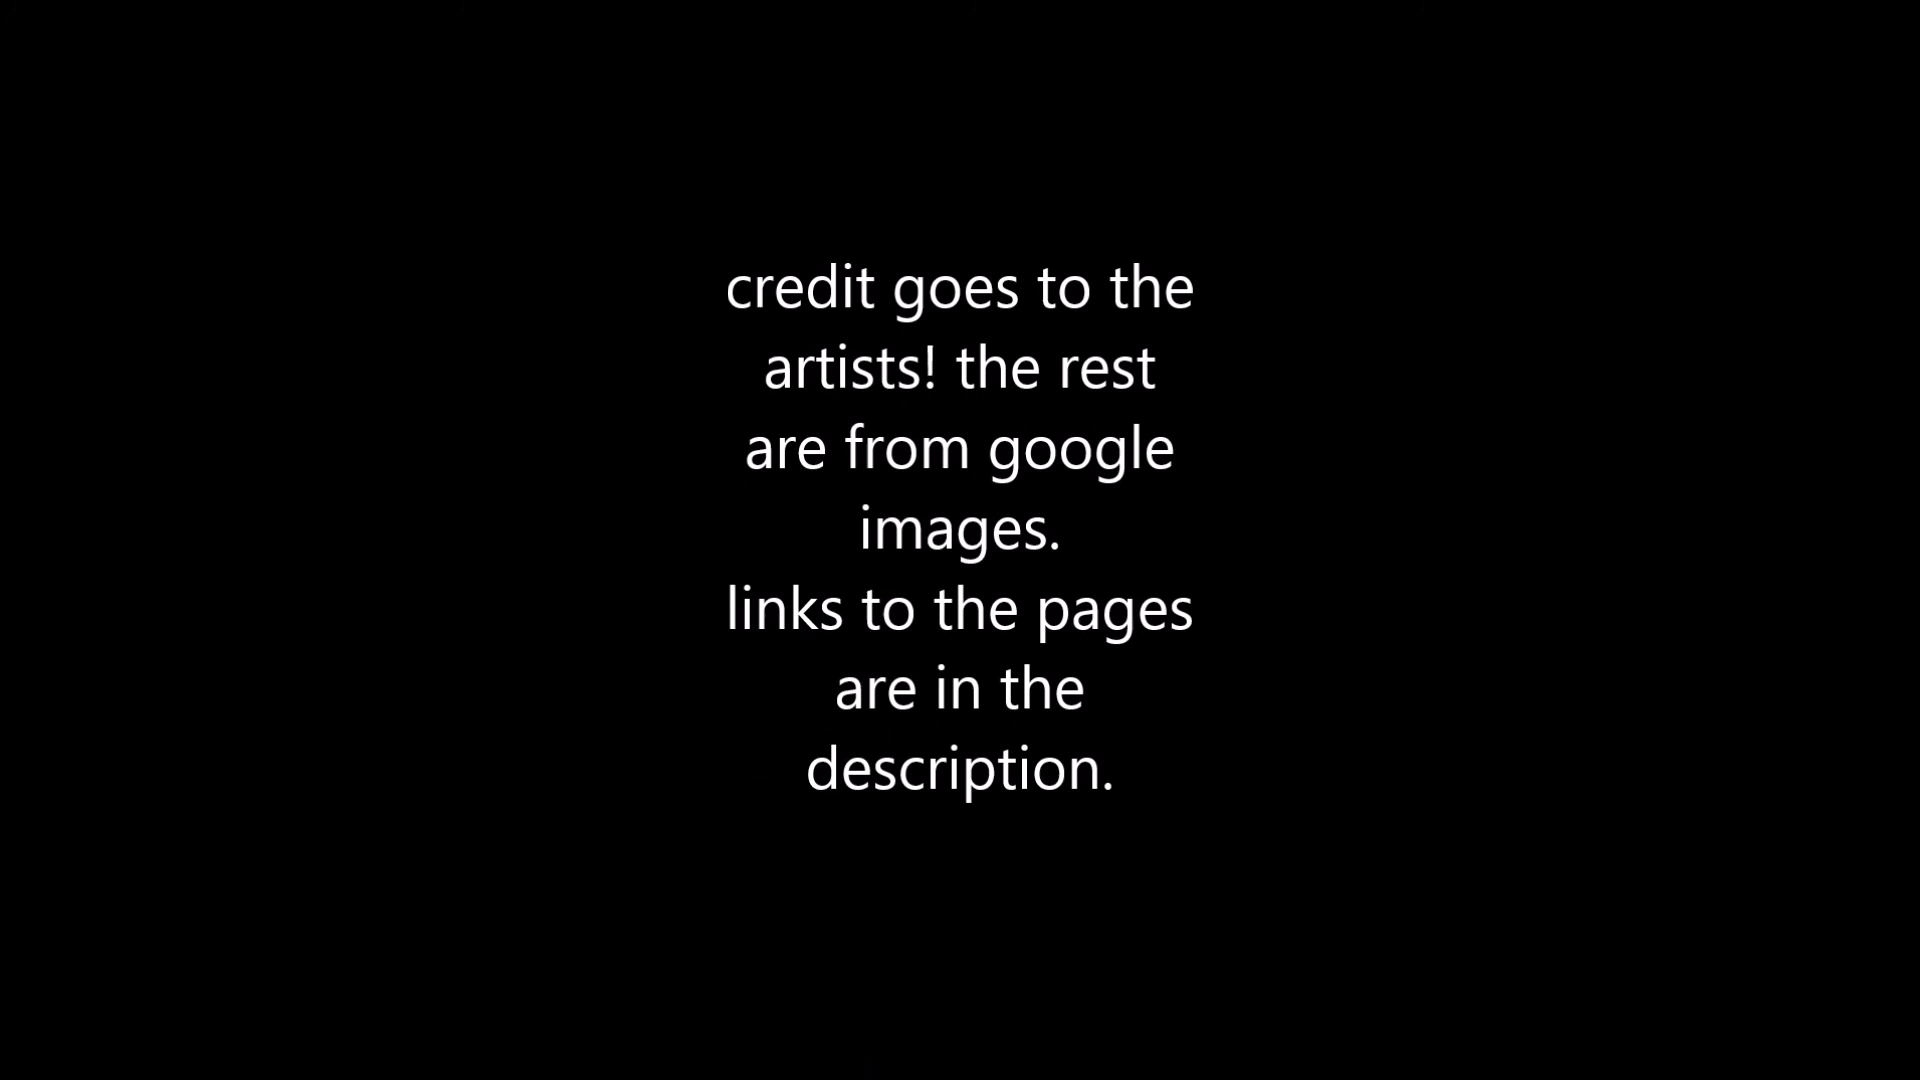 credit goes to the
artists! the rest
are from google
images.
links to the pages
are in the
description.